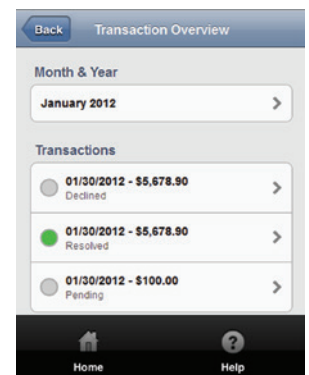 Back Transaction Overview
Month & Year
January 2012
Transactions
01/30/2012 - $5,678.90
Declined
01/30/2012 - $5,678.90
Resolved
01/30/2012 - $100.00
Pending
Home Help